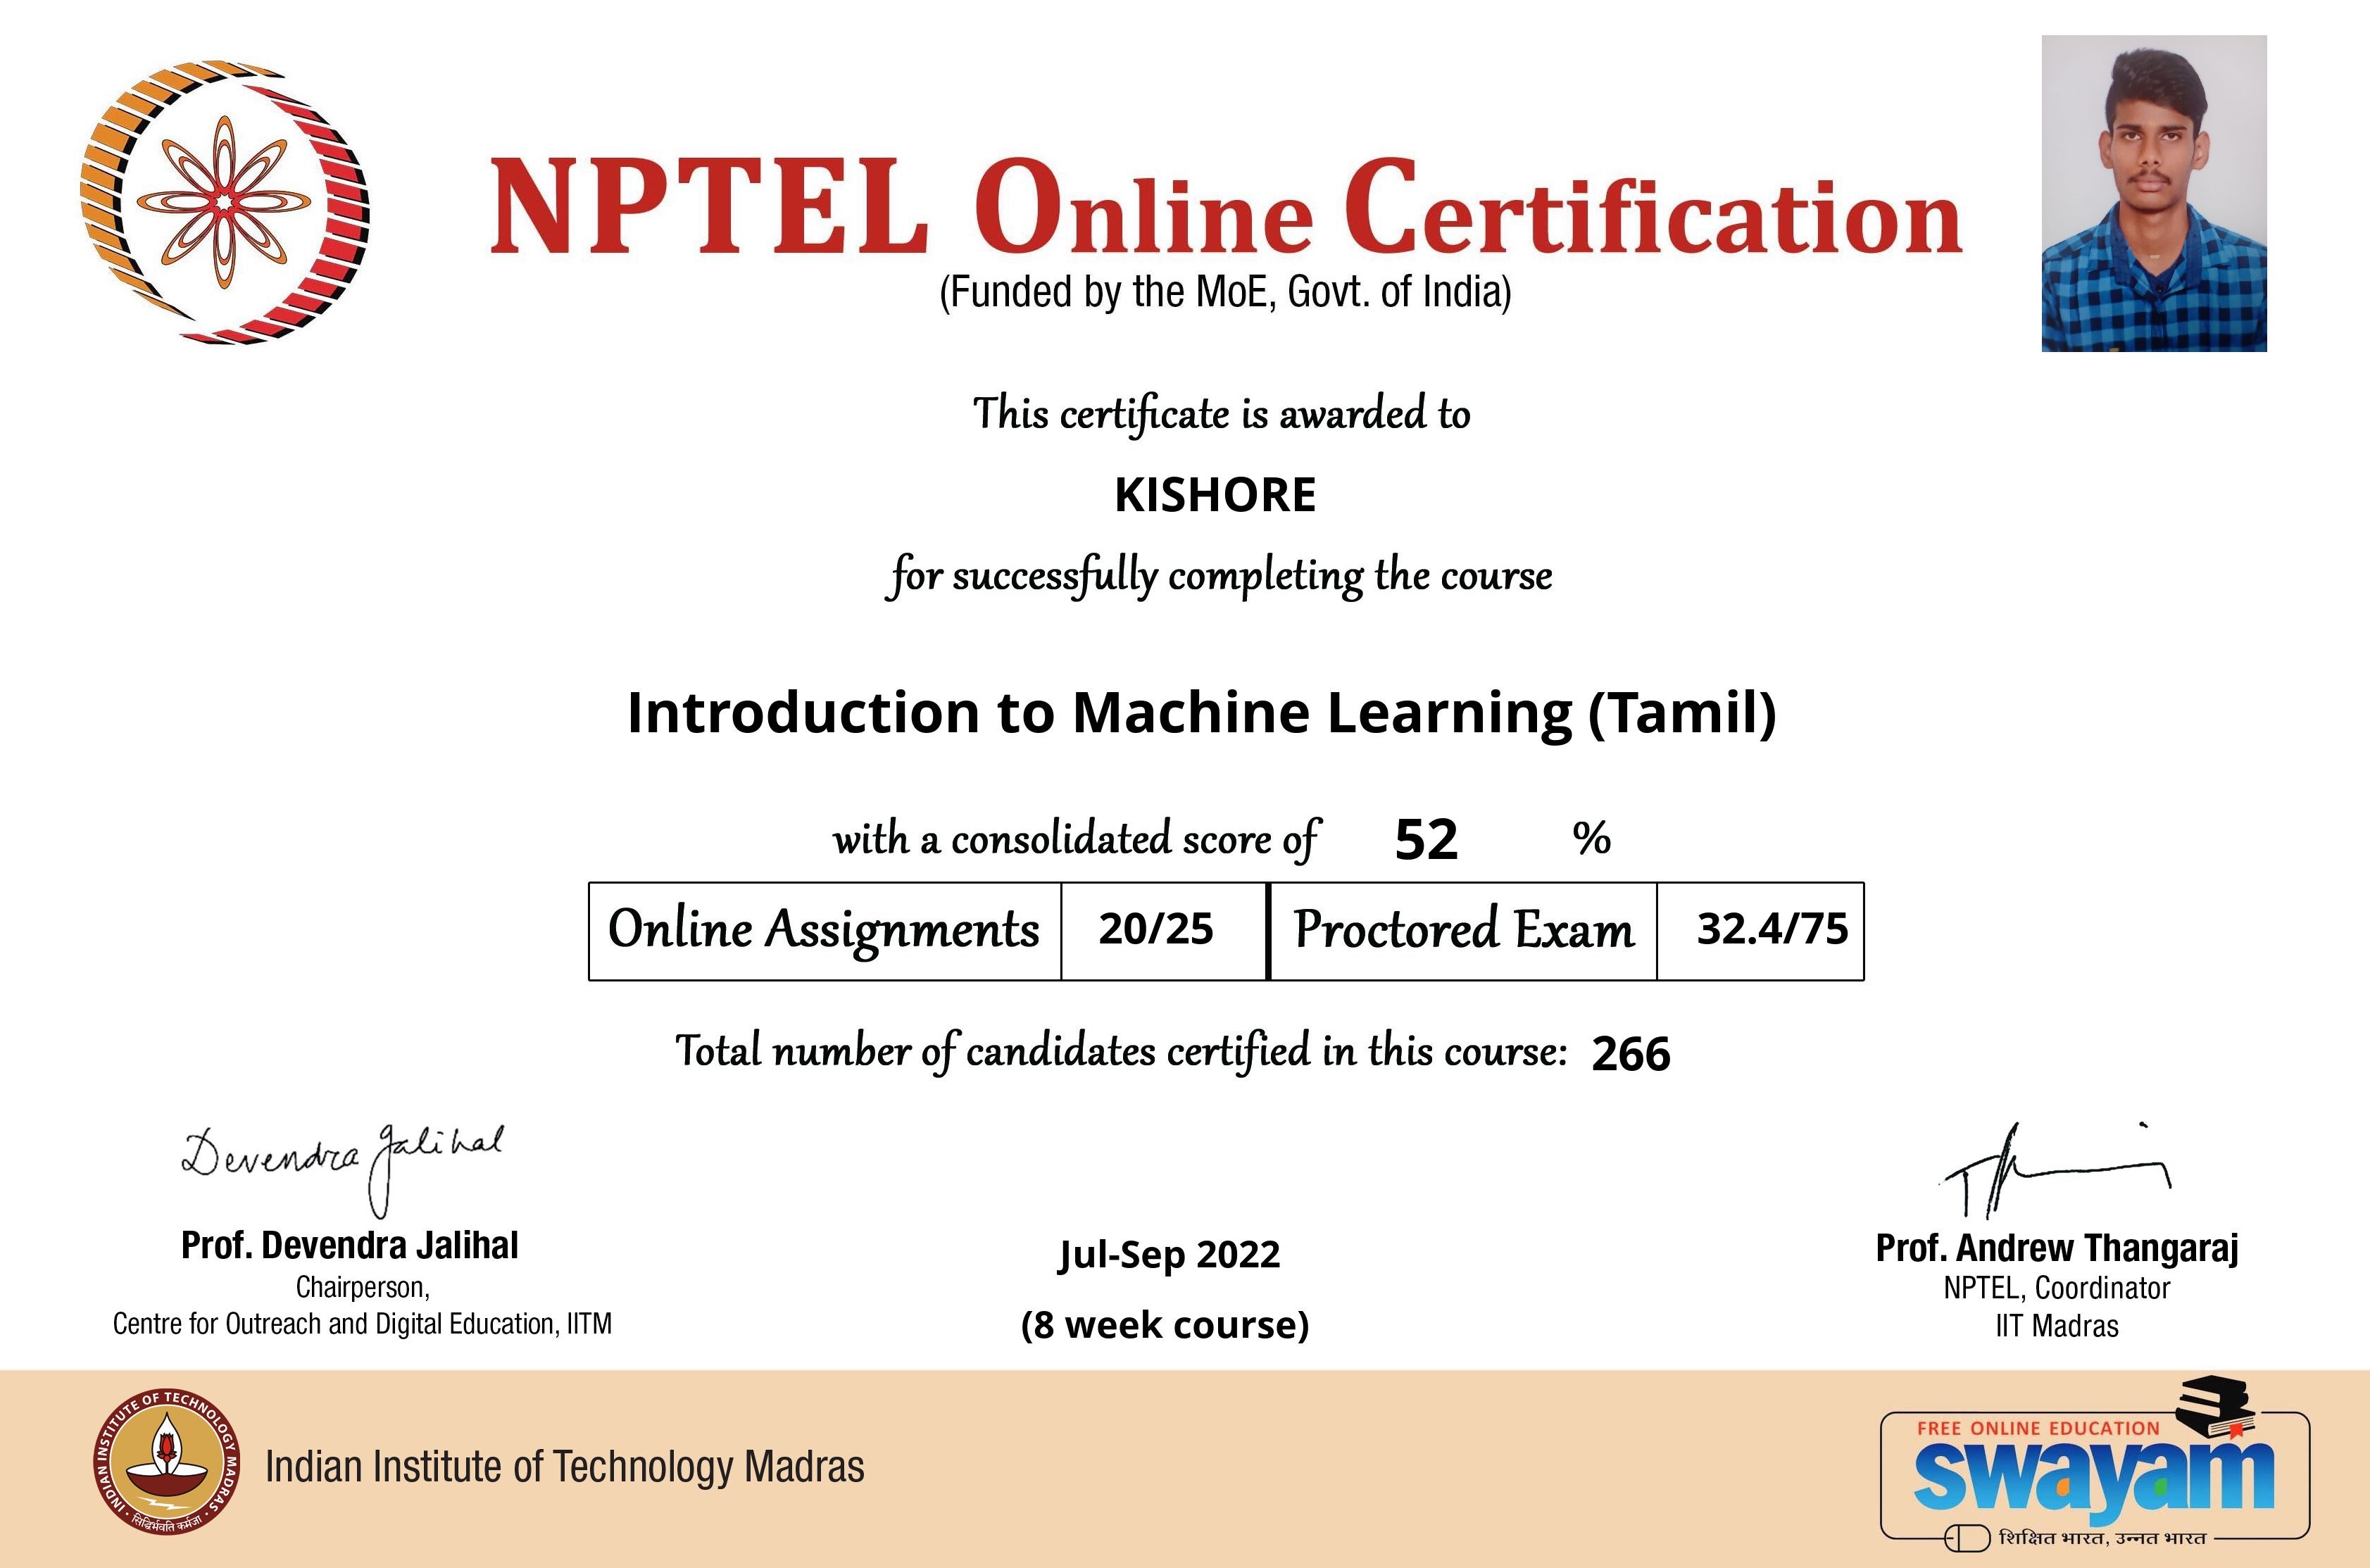 NPTEL Online Certification
(Funded by the MoE, Govt. of India)
This certificate is awarded to
KISHORE
for successfully completing the course
Introduction to Machine Learning (Tamil)
with a consolidated score of 52 %
Online Assignments 20/25 Proctored Exam 32.4/75
Total number of candidates certified in this course: 266
Devendra Jalihal
Prof. Devendra Jalihal
Chairperson,
Centre for Outreach and Digital Education, IITM
Jul-Sep 2022
(8 week course)
Prof. Andrew Thangaraj
NPTEL, Coordinator
IIT Madras
INDIAN INSTITUTE OF TECHNOLOGY MADRAS
सिद्धिर्भवति कर्मजा
Indian Institute of Technology Madras
FREE ONLINE EDUCATION
swayam
शिक्षित भारत, उन्नत भारत